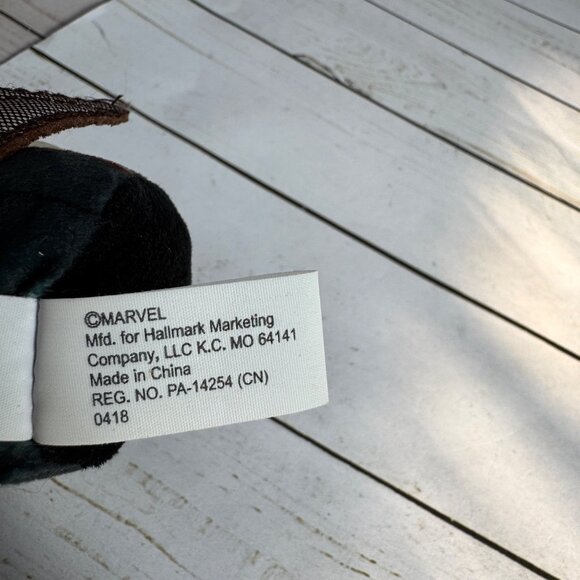 ©MARVEL
Mfd. for Hallmark Marketing
Company, LLC K.C. MO 64141
Made in China
REG. NO. PA-14254 (CN)
0418